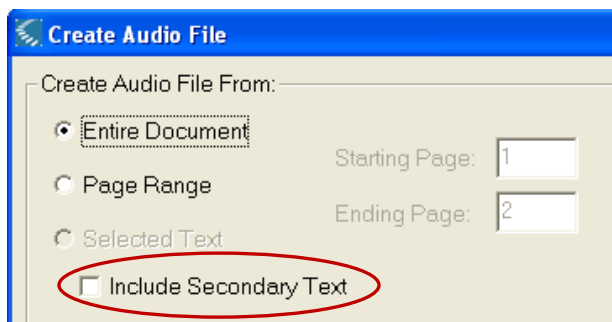 Create Audio File
Create Audio File From:
Entire Document
Starting Page: 1
Page Range
Ending Page: 2
Selected Text
Include Secondary Text